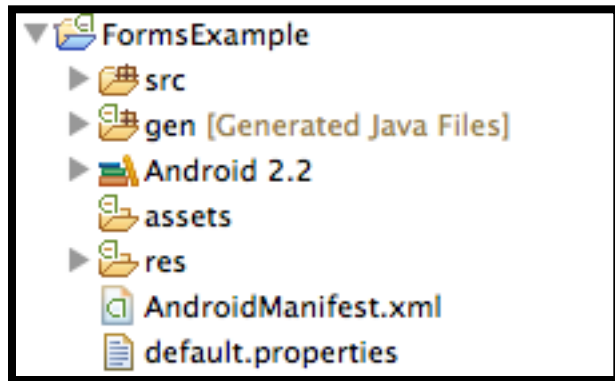 FormsExample
src
gen [Generated Java Files]
Android 2.2
assets
res
AndroidManifest.xml
default.properties